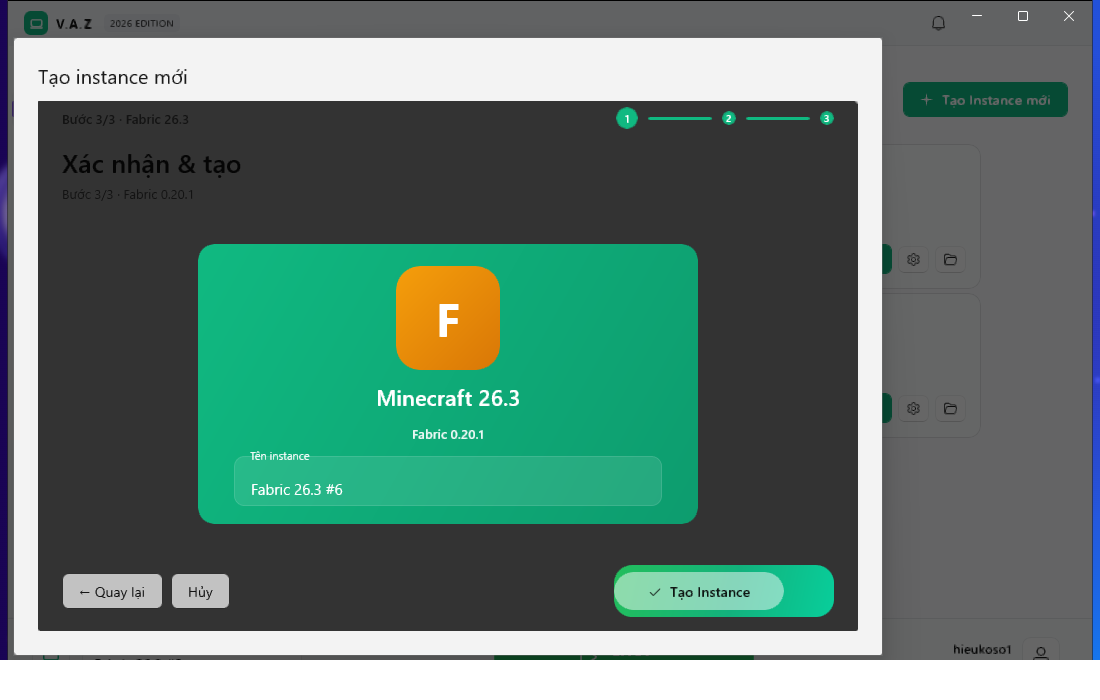 V.A.Z 2026 EDITION
Tạo instance mới
+ Tạo Instance mới
Bước 3/3 · Fabric 26.3
1 2 3
Xác nhận & tạo
Bước 3/3 · Fabric 0.20.1
F
Minecraft 26.3
Fabric 0.20.1
Tên instance
Fabric 26.3 #6
← Quay lại
Hủy
✓ Tạo Instance
hieukoso1